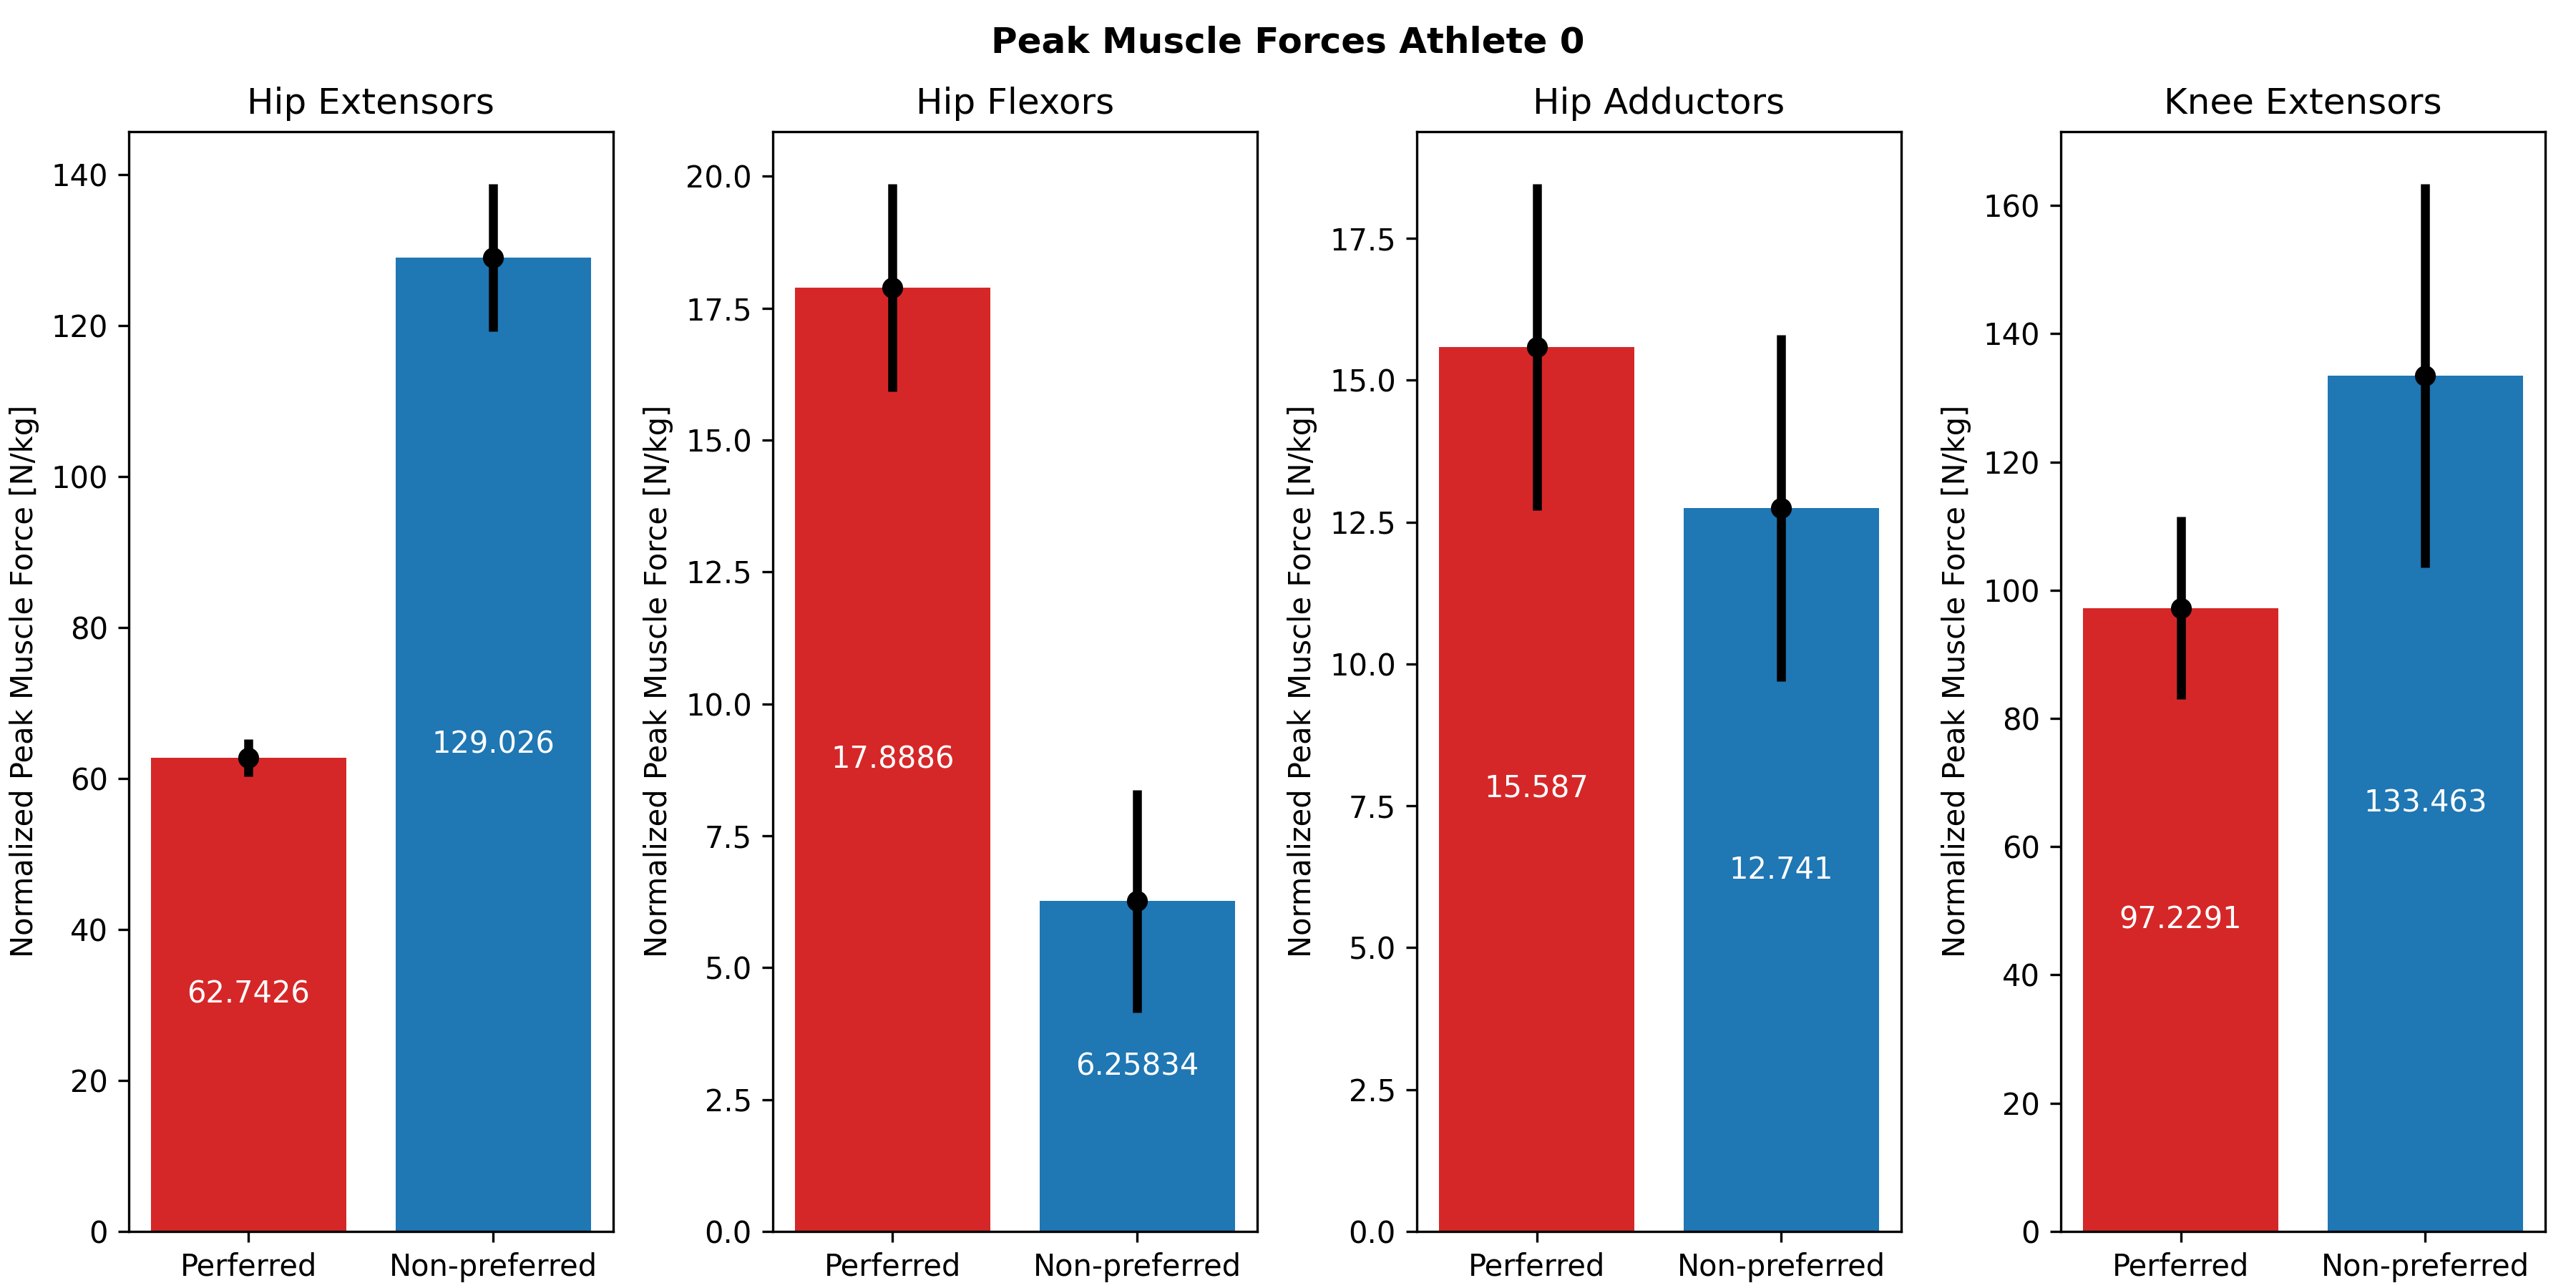 Peak Muscle Forces Athlete 0
Hip Extensors
Normalized Peak Muscle Force [N/kg]
140
120
100
80
60
40
20
0
129.026
62.7426
Perferred
Non-preferred
Hip Flexors
Normalized Peak Muscle Force [N/kg]
20.0
17.5
15.0
12.5
10.0
7.5
5.0
2.5
0.0
17.8886
6.25834
Perferred
Non-preferred
Hip Adductors
Normalized Peak Muscle Force [N/kg]
17.5
15.0
12.5
10.0
7.5
5.0
2.5
0.0
15.587
12.741
Perferred
Non-preferred
Knee Extensors
Normalized Peak Muscle Force [N/kg]
160
140
120
100
80
60
40
20
0
133.463
97.2291
Perferred
Non-preferred